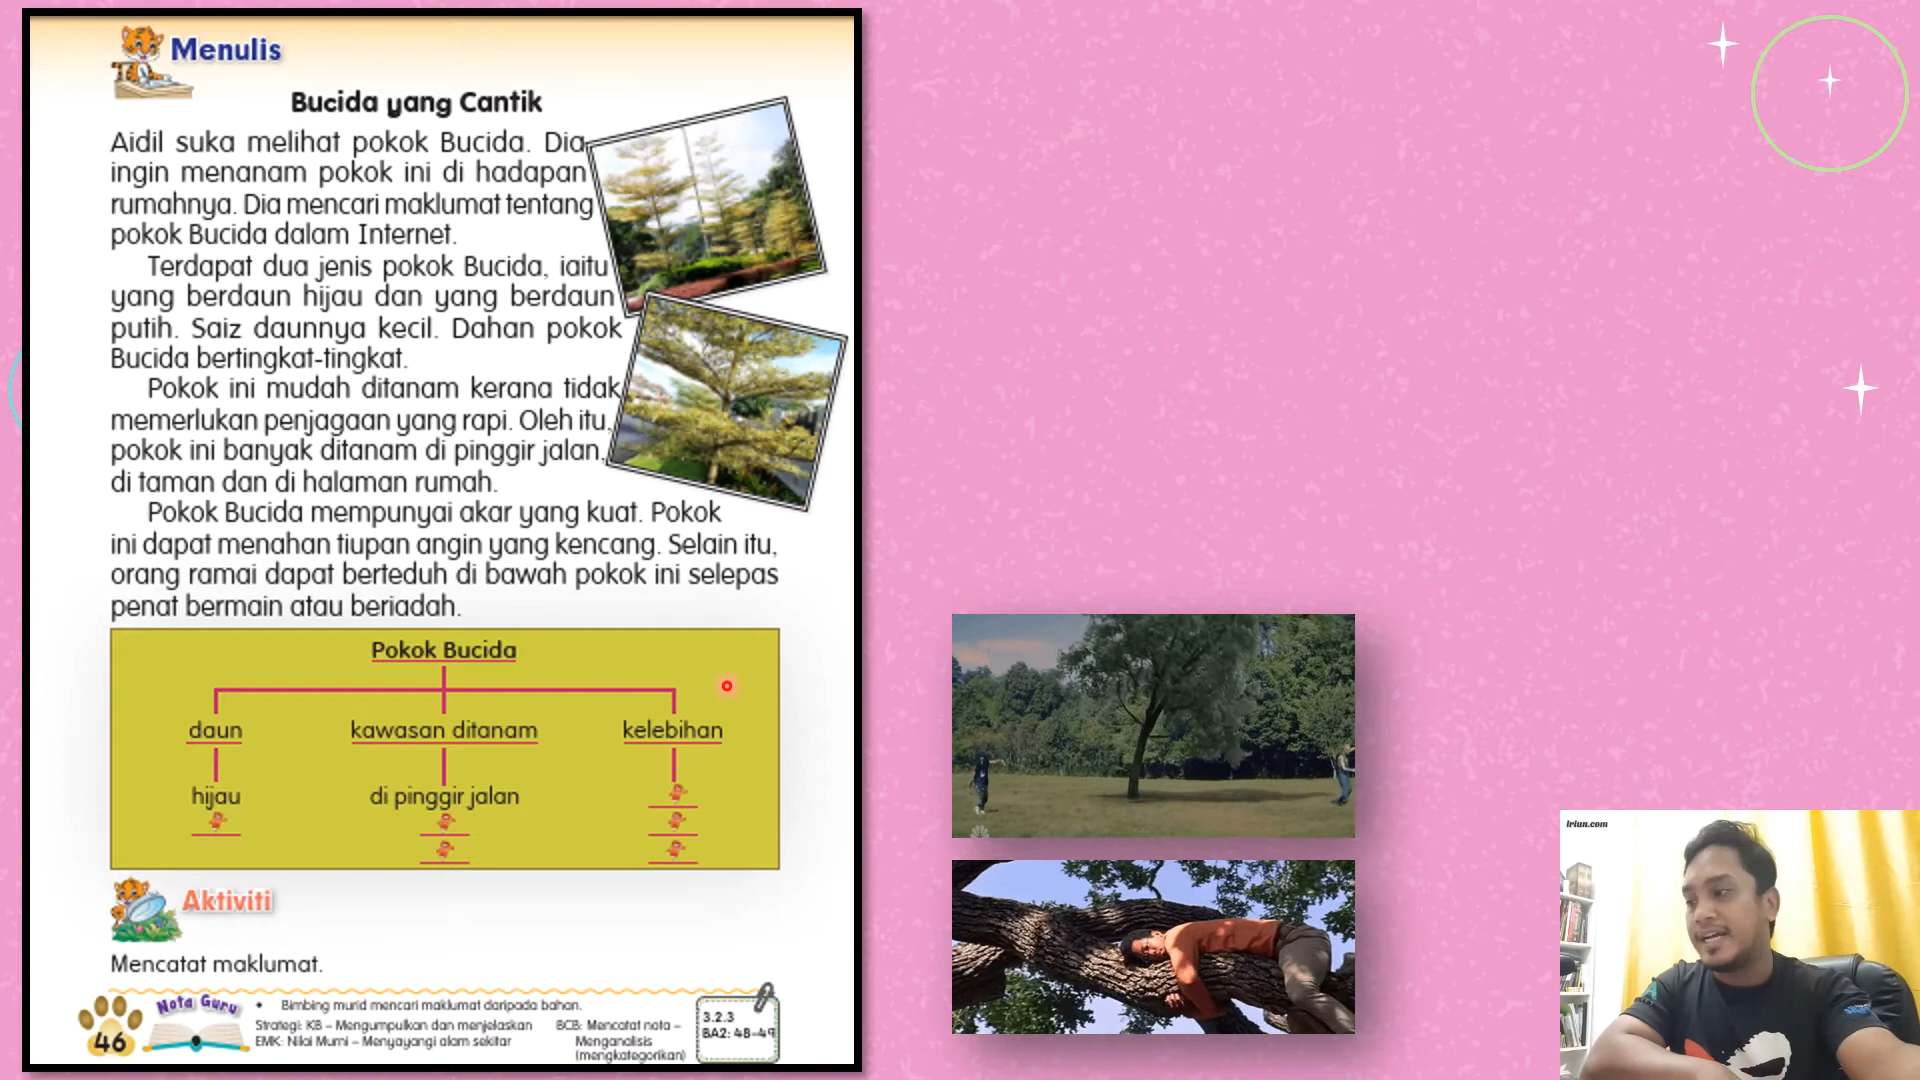 Menulis
Bucida yang Cantik
Aidil suka melihat pokok Bucida. Dia
ingin menanam pokok ini di hadapan
rumahnya. Dia mencari maklumat tentang
pokok Bucida dalam Internet.
Terdapat dua jenis pokok Bucida, iaitu
yang berdaun hijau dan yang berdaun
putih. Saiz daunnya kecil. Dahan pokok
Bucida bertingkat-tingkat.
Pokok ini mudah ditanam kerana tidak
memerlukan penjagaan yang rapi. Oleh itu,
pokok ini banyak ditanam di pinggir jalan,
di taman dan di halaman rumah.
Pokok Bucida mempunyai akar yang kuat. Pokok
ini dapat menahan tiupan angin yang kencang. Selain itu,
orang ramai dapat berteduh di bawah pokok ini selepas
penat bermain atau beriadah.
Pokok Bucida
daun kawasan ditanam kelebihan
hijau di pinggir jalan
Aktiviti
Mencatat maklumat.
46
Nota Guru
• Bimbing murid mencari maklumat daripada bahan.
Strategi: KB – Mengumpulkan dan menjelaskan
EMK: Nilai Murni – Menyayangi alam sekitar
BCB: Mencatat nota –
Menganalisis
(mengkategorikan)
3.2.3
BA2: 48–49
iriun.com